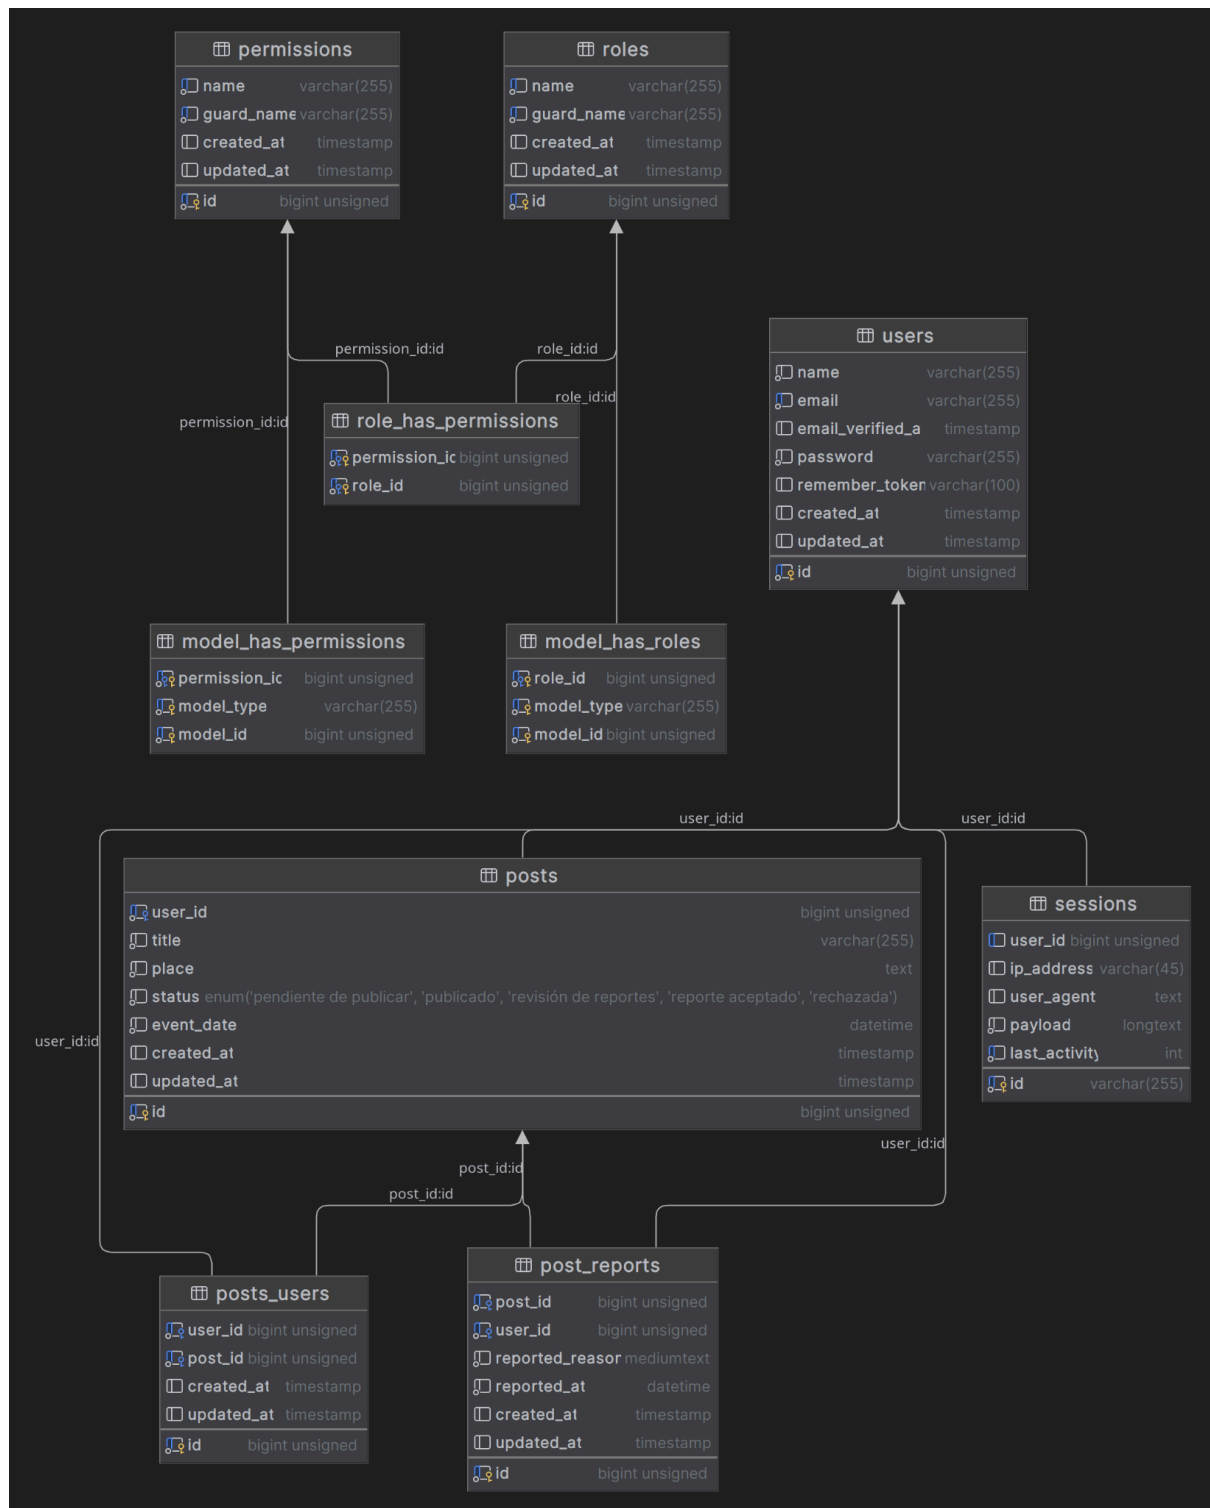 permissions
name varchar(255)
guard_name varchar(255)
created_at timestamp
updated_at timestamp
id bigint unsigned
roles
name varchar(255)
guard_name varchar(255)
created_at timestamp
updated_at timestamp
id bigint unsigned
permission_id:id
role_id:id
role_id:id
permission_id:id
role_has_permissions
permission_ic bigint unsigned
role_id bigint unsigned
users
name varchar(255)
email varchar(255)
email_verified_a timestamp
password varchar(255)
remember_token varchar(100)
created_at timestamp
updated_at timestamp
id bigint unsigned
model_has_permissions
permission_ic bigint unsigned
model_type varchar(255)
model_id bigint unsigned
model_has_roles
role_id bigint unsigned
model_type varchar(255)
model_id bigint unsigned
user_id:id
user_id:id
posts
user_id bigint unsigned
title varchar(255)
place text
status enum('pendiente de publicar', 'publicado', 'revisión de reportes', 'reporte aceptado', 'rechazada')
event_date datetime
created_at timestamp
updated_at timestamp
id bigint unsigned
sessions
user_id bigint unsigned
ip_address varchar(45)
user_agent text
payload longtext
last_activity int
id varchar(255)
user_id:id
user_id:id
post_id:id
post_id:id
posts_users
user_id bigint unsigned
post_id bigint unsigned
created_at timestamp
updated_at timestamp
id bigint unsigned
post_reports
post_id bigint unsigned
user_id bigint unsigned
reported_reason mediumtext
reported_at datetime
created_at timestamp
updated_at timestamp
id bigint unsigned